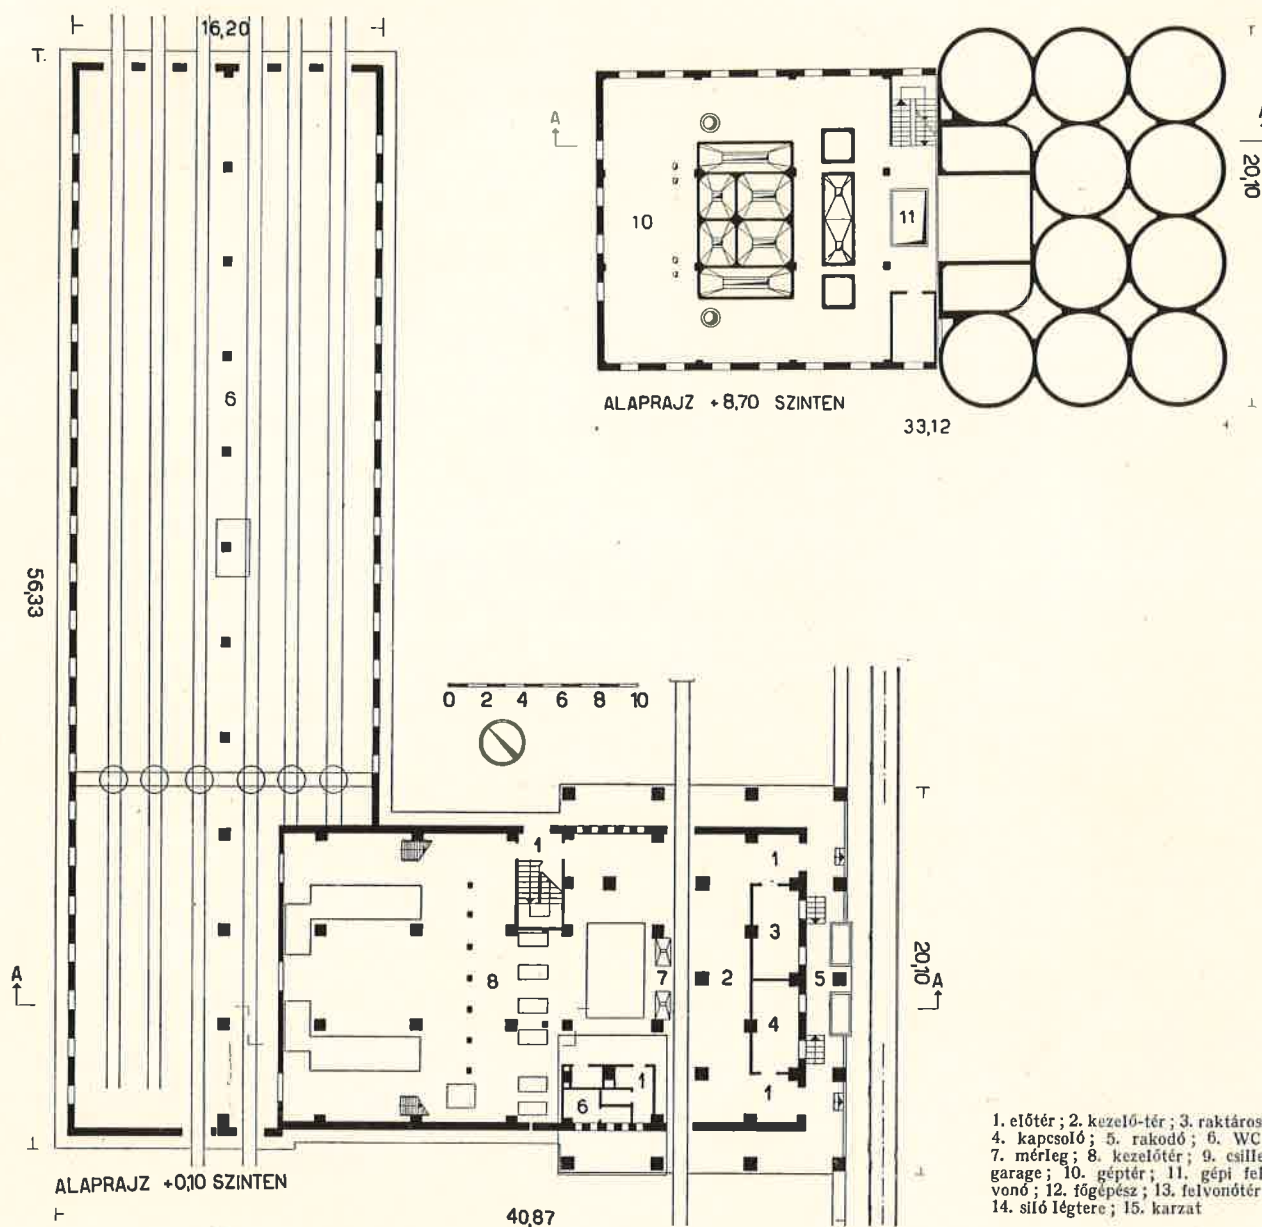 16,20
T.
A
A
20,10
10
11
ALAPRAJZ +8,70 SZINTEN
33,12
6
56,33
0 2 4 6 8 10
1
1
3
8
7
2
5
20,10
A
A
4
1
6
1
ALAPRAJZ +0,10 SZINTEN
40,87
1. előtér; 2. kezelő-tér; 3. raktáros
4. kapcsoló; 5. rakodó; 6. WC
7. mérleg; 8. kezelőtér; 9. csille
garage; 10. géptér; 11. gépi fel
vonó; 12. főgépész; 13. felvonótér
14. siló légtere; 15. karzat